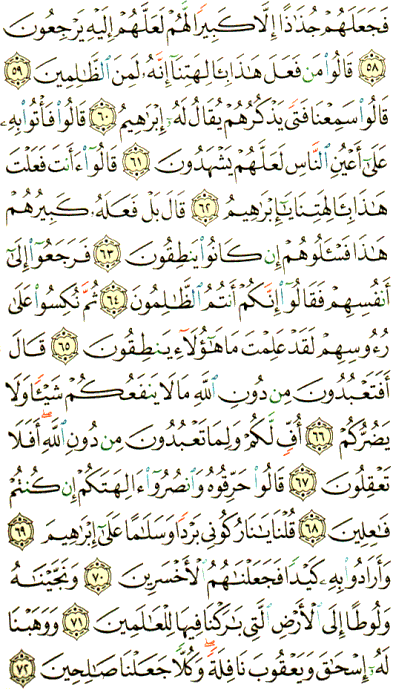 فَجَعَلَهُمْ جُذَٰذًا إِلَّا كَبِيرًا لَّهُمْ لَعَلَّهُمْ إِلَيْهِ يَرْجِعُونَ
٥٨ قَالُوا۟ مَن فَعَلَ هَٰذَا بِـَٔالِهَتِنَآ إِنَّهُۥ لَمِنَ ٱلظَّٰلِمِينَ ٥٩
قَالُوا۟ سَمِعْنَا فَتًى يَذْكُرُهُمْ يُقَالُ لَهُۥٓ إِبْرَٰهِيمُ ٦٠ قَالُوا۟ فَأْتُوا۟ بِهِۦ
عَلَىٰٓ أَعْيُنِ ٱلنَّاسِ لَعَلَّهُمْ يَشْهَدُونَ ٦١ قَالُوٓا۟ ءَأَنتَ فَعَلْتَ
هَٰذَا بِـَٔالِهَتِنَا يَٰٓإِبْرَٰهِيمُ ٦٢ قَالَ بَلْ فَعَلَهُۥ كَبِيرُهُمْ
هَٰذَا فَسْـَٔلُوهُمْ إِن كَانُوا۟ يَنطِقُونَ ٦٣ فَرَجَعُوٓا۟ إِلَىٰٓ
أَنفُسِهِمْ فَقَالُوٓا۟ إِنَّكُمْ أَنتُمُ ٱلظَّٰلِمُونَ ٦٤ ثُمَّ نُكِسُوا۟ عَلَىٰ
رُءُوسِهِمْ لَقَدْ عَلِمْتَ مَا هَٰٓؤُلَآءِ يَنطِقُونَ ٦٥ قَالَ
أَفَتَعْبُدُونَ مِن دُونِ ٱللَّهِ مَا لَا يَنفَعُكُمْ شَيْـًٔا وَلَا
يَضُرُّكُمْ ٦٦ أُفٍّ لَّكُمْ وَلِمَا تَعْبُدُونَ مِن دُونِ ٱللَّهِ ۖ أَفَلَا
تَعْقِلُونَ ٦٧ قَالُوا۟ حَرِّقُوهُ وَٱنصُرُوٓا۟ ءَالِهَتَكُمْ إِن كُنتُمْ
فَٰعِلِينَ ٦٨ قُلْنَا يَٰنَارُ كُونِى بَرْدًا وَسَلَٰمًا عَلَىٰٓ إِبْرَٰهِيمَ ٦٩
وَأَرَادُوا۟ بِهِۦ كَيْدًا فَجَعَلْنَٰهُمُ ٱلْأَخْسَرِينَ ٧٠ وَنَجَّيْنَٰهُ
وَلُوطًا إِلَى ٱلْأَرْضِ ٱلَّتِى بَٰرَكْنَا فِيهَا لِلْعَٰلَمِينَ ٧١ وَوَهَبْنَا
لَهُۥٓ إِسْحَٰقَ وَيَعْقُوبَ نَافِلَةً ۖ وَكُلًّا جَعَلْنَا صَٰلِحِينَ ٧٢